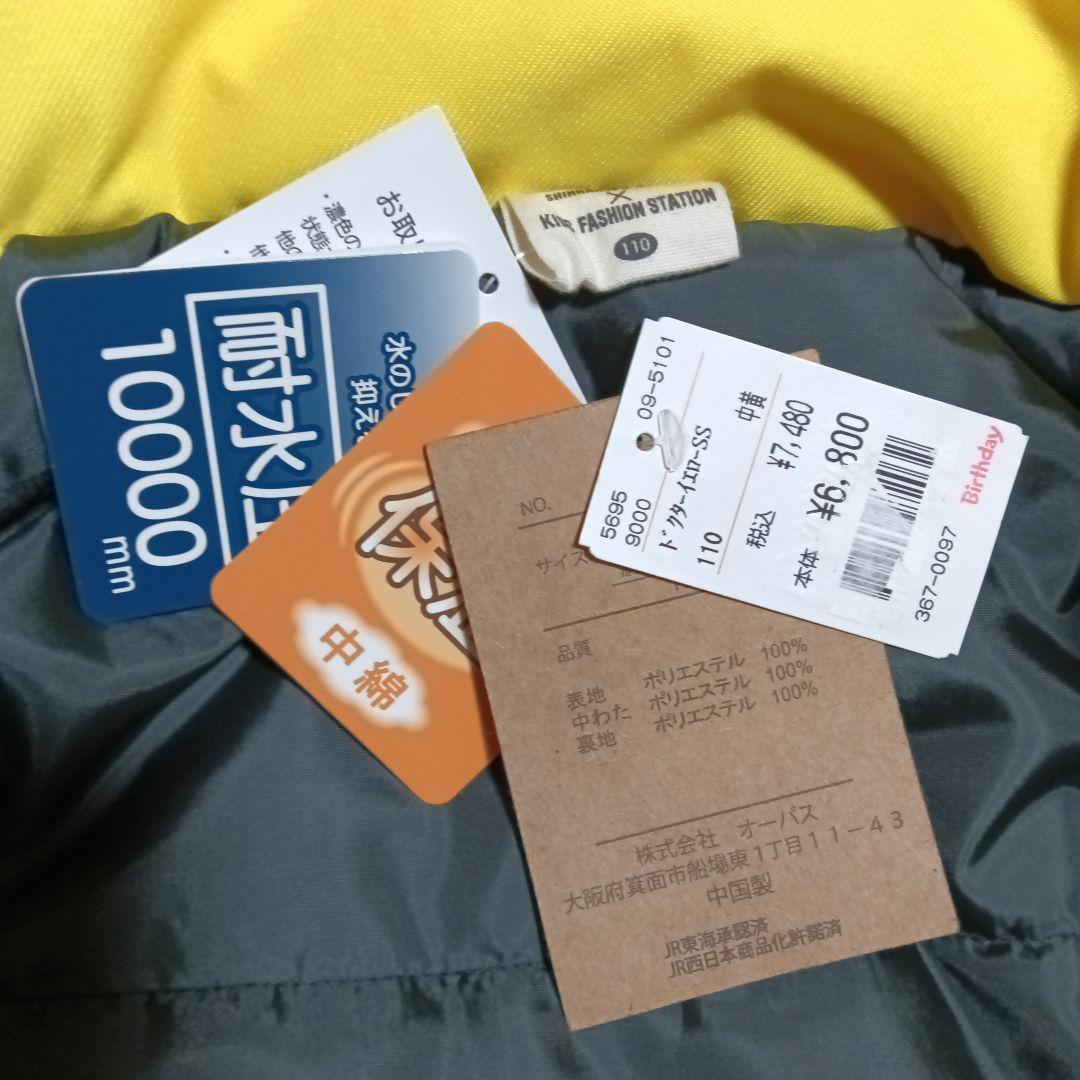 お取
・濃色の
状態
他の
耐水圧
10000
mm
水のし
抑え
保温
中綿
×
KIDS FASHION STATION
110
09-5101
5695
9000
ドクターイエロ-SS
110
中黄
税込 ¥7,480
本体 ¥6,800
367-0097
Birthday
NO.
サイズ
品質
表地 ポリエステル 100%
中わた ポリエステル 100%
裏地 ポリエステル 100%
株式会社 オーパス
大阪府箕面市船場東1丁目11-43
中国製
JR東海承認済
JR西日本商品化許諾済